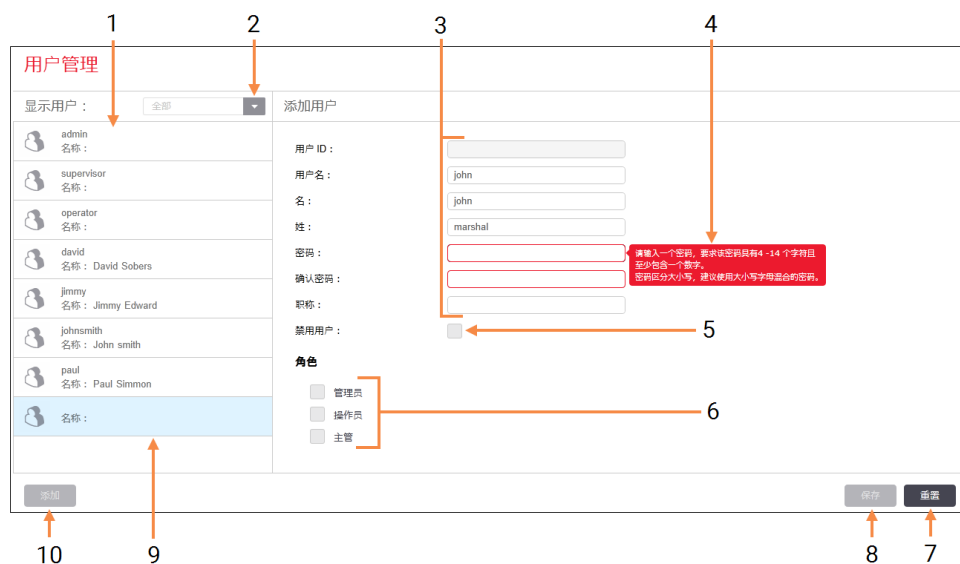 1
2
3
4
用户管理
显示用户：
全部
添加用户
admin
名称：
supervisor
名称：
operator
名称：
david
名称： David Sobers
jimmy
名称： Jimmy Edward
johnsmith
名称： John smith
paul
名称： Paul Simmon
名称：
用户 ID：
用户名： john
名： john
姓： marshal
密码：
请输入一个密码，要求该密码具有4 -14 个字符且
至少包含一个数字。
密码区分大小写，建议使用大小写字母混合的密码。
确认密码：
职称：
禁用用户：
5
角色
管理员
操作员
主管
6
添加
保存
重置
10
9
8
7